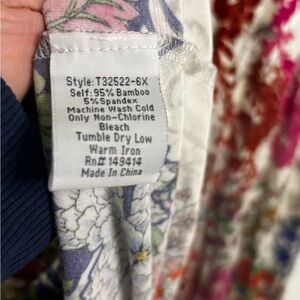 Style: T32522-6X
Self: 95% Bamboo
5% Spandex
Machine Wash Cold
Only Non-Chlorine
Bleach
Tumble Dry Low
Warm Iron
Rn# 149414
Made In China